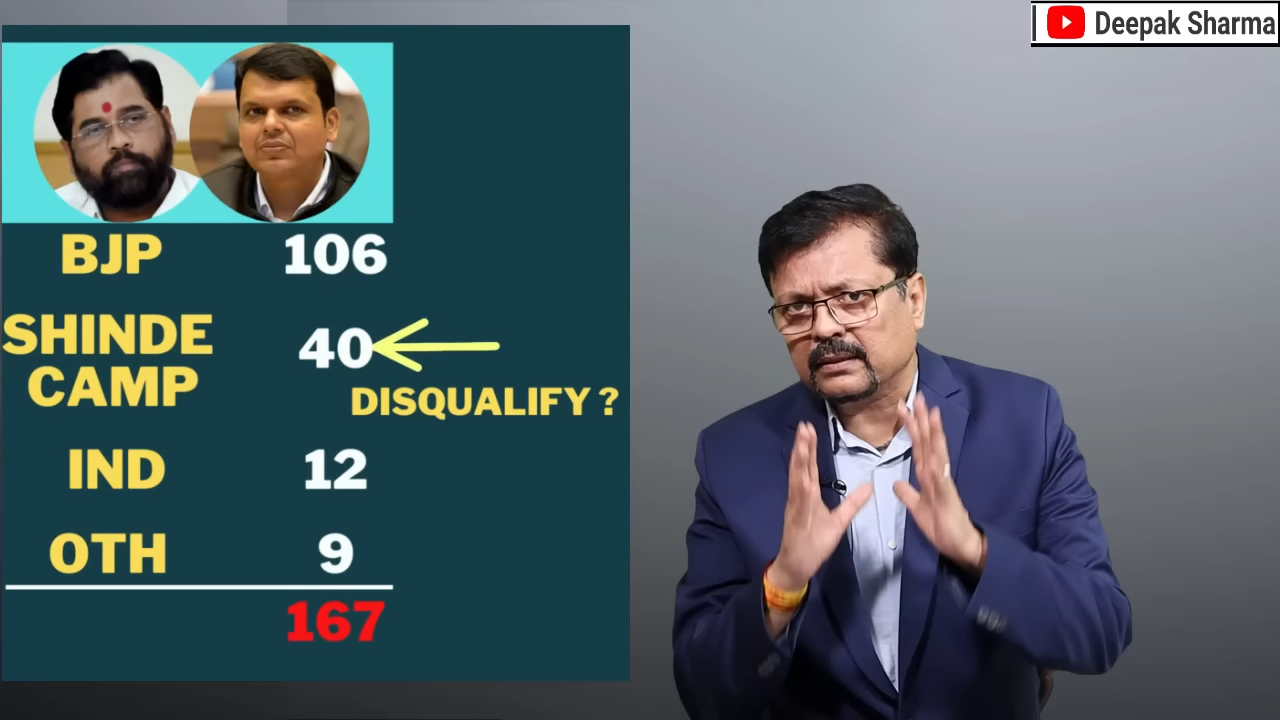 Deepak Sharma
BJP 106
SHINDE
CAMP 40
DISQUALIFY ?
IND 12
OTH 9
167